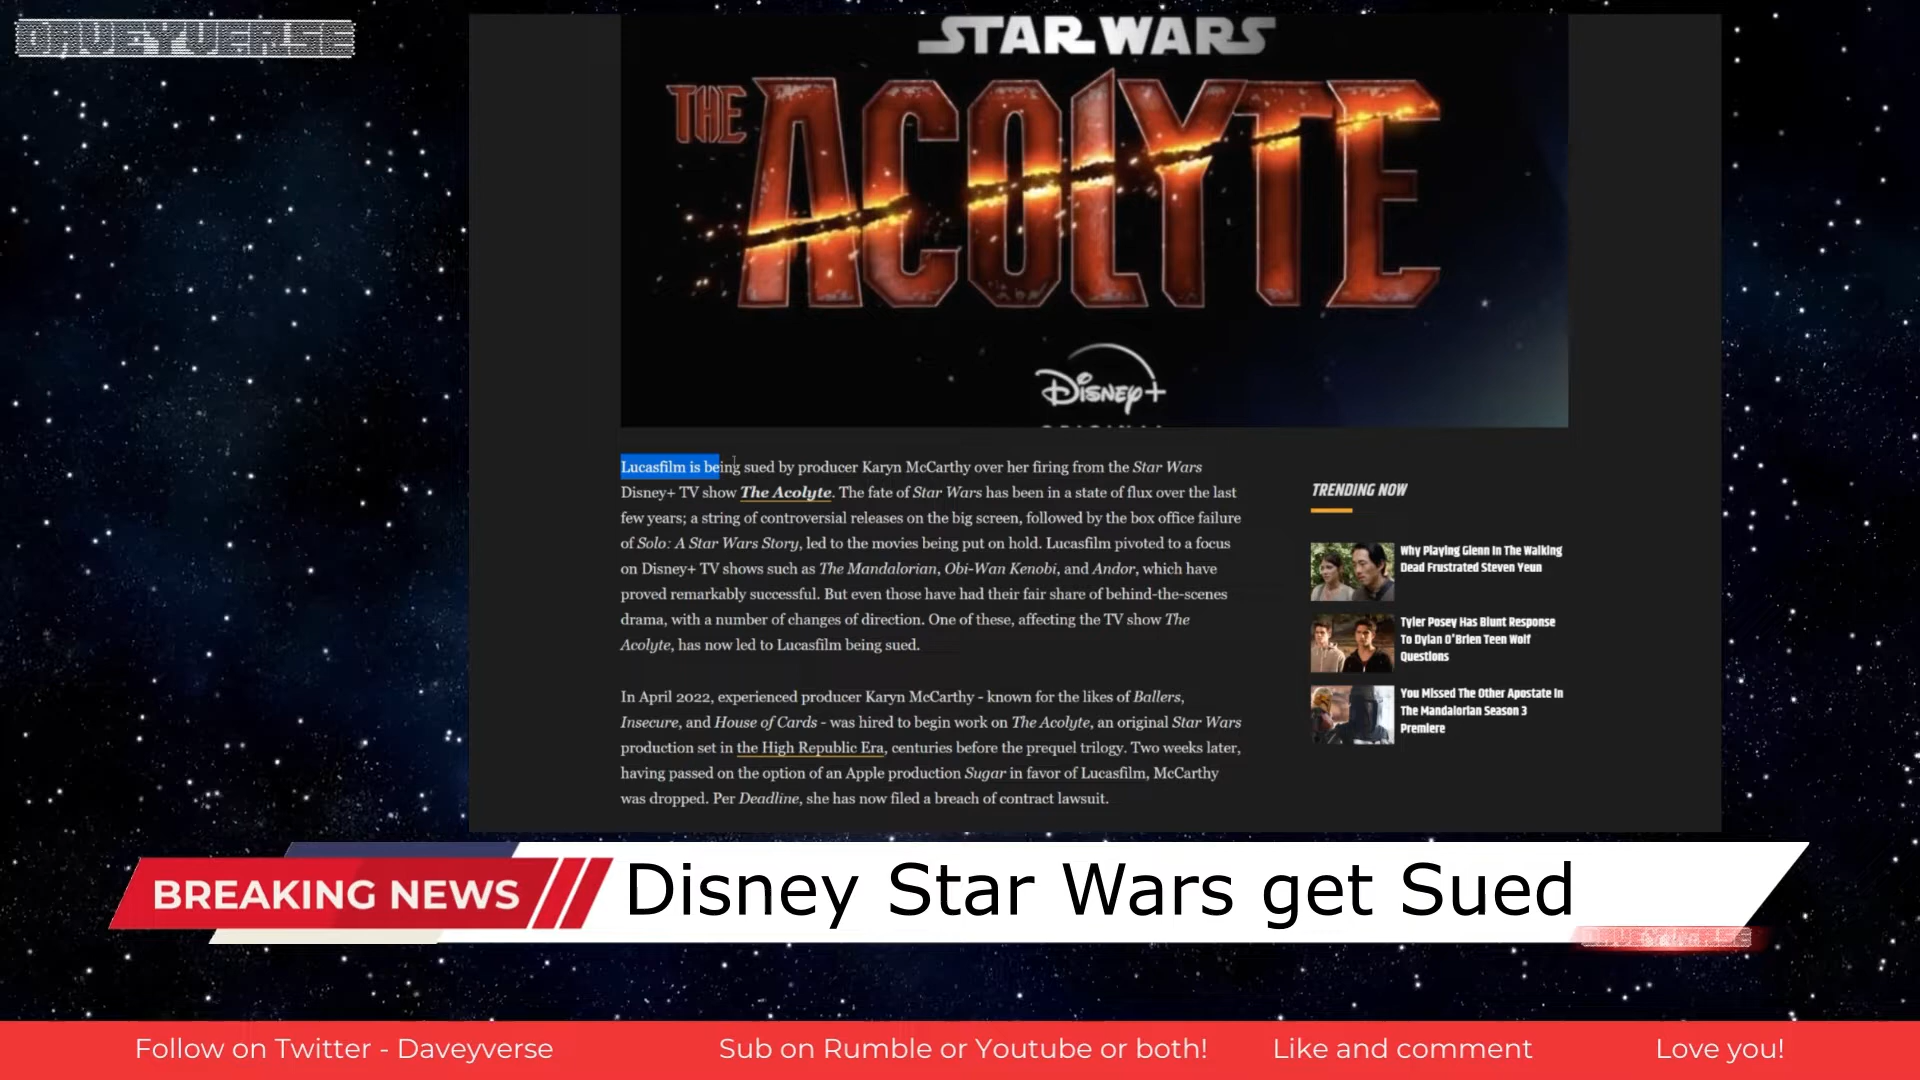 DAVEYVERSE
STAR WARS
THE ACOLYTE
Disney+
Lucasfilm is being sued by producer Karyn McCarthy over her firing from the Star Wars
Disney+ TV show The Acolyte. The fate of Star Wars has been in a state of flux over the last
few years; a string of controversial releases on the big screen, followed by the box office failure
of Solo: A Star Wars Story, led to the movies being put on hold. Lucasfilm pivoted to a focus
on Disney+ TV shows such as The Mandalorian, Obi-Wan Kenobi, and Andor, which have
proved remarkably successful. But even those have had their fair share of behind-the-scenes
drama, with a number of changes of direction. One of these, affecting the TV show The
Acolyte, has now led to Lucasfilm being sued.
In April 2022, experienced producer Karyn McCarthy - known for the likes of Ballers,
Insecure, and House of Cards - was hired to begin work on The Acolyte, an original Star Wars
production set in the High Republic Era, centuries before the prequel trilogy. Two weeks later,
having passed on the option of an Apple production Sugar in favor of Lucasfilm, McCarthy
was dropped. Per Deadline, she has now filed a breach of contract lawsuit.
TRENDING NOW
Why Playing Glenn In The Walking
Dead Frustrated Steven Yeun
Tyler Posey Has Blunt Response
To Dylan O'Brien Teen Wolf
Questions
You Missed The Other Apostate In
The Mandalorian Season 3
Premiere
BREAKING NEWS
Disney Star Wars get Sued
Follow on Twitter - Daveyverse
Sub on Rumble or Youtube or both!
Like and comment
Love you!